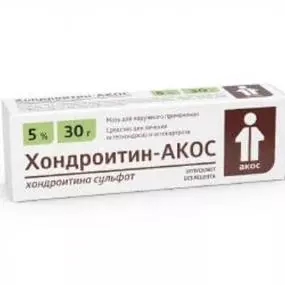 5 % 30 г
Мазь для наружного применения
Средство для лечения
остеохондроза и остеоартроза
Хондроитин-АКОС
хондроитина сульфат
ОТПУСКАЮТ
БЕЗ РЕЦЕПТА
акос
5 % 30 г